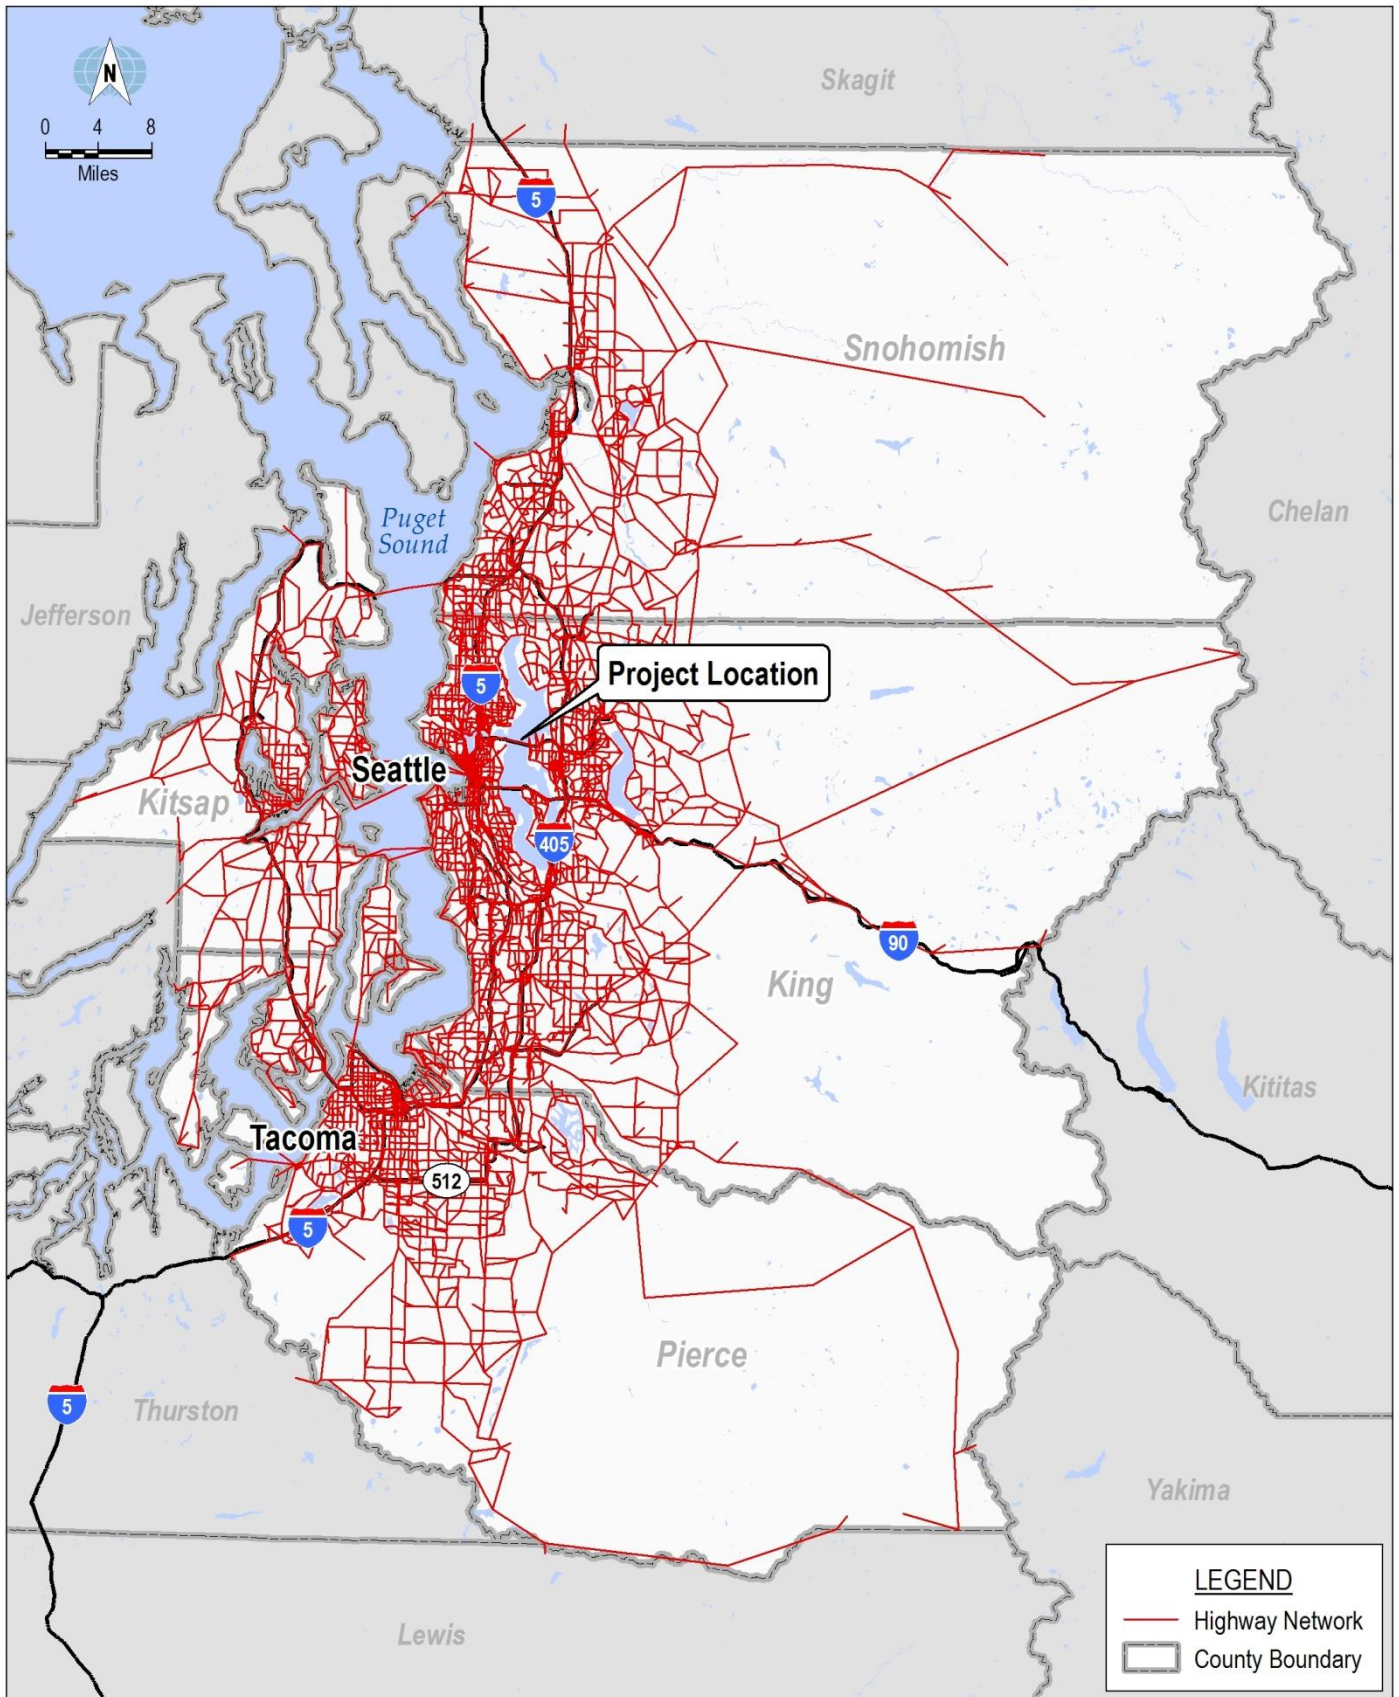 Skagit
N
0 4 8
Miles
5
Snohomish
Chelan
Puget
Sound
Jefferson
5
Project Location
Seattle
Kitsap
405
90
King
Kititas
Tacoma
512
5
Pierce
5
Thurston
Yakima
Lewis
LEGEND
Highway Network
County Boundary